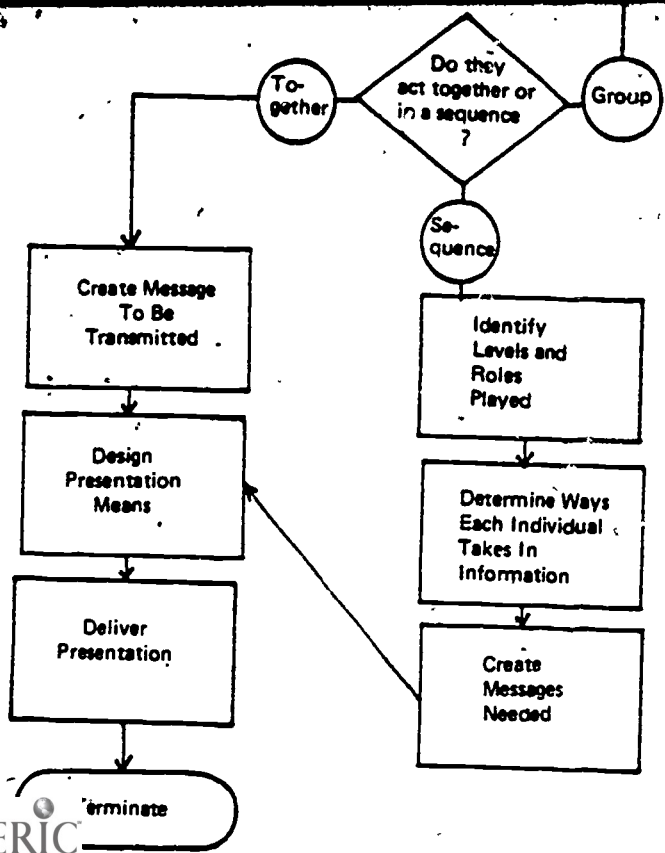 Do they
act together or
in a sequence
?
To-
gether
Group
Se-
quence
Create Message
To Be
Transmitted
Identify
Levels and
Roles
Played
Design
Presentation
Means
Determine Ways
Each Individual
Takes In
Information
Deliver
Presentation
Create
Messages
Needed
erminate
ERIC